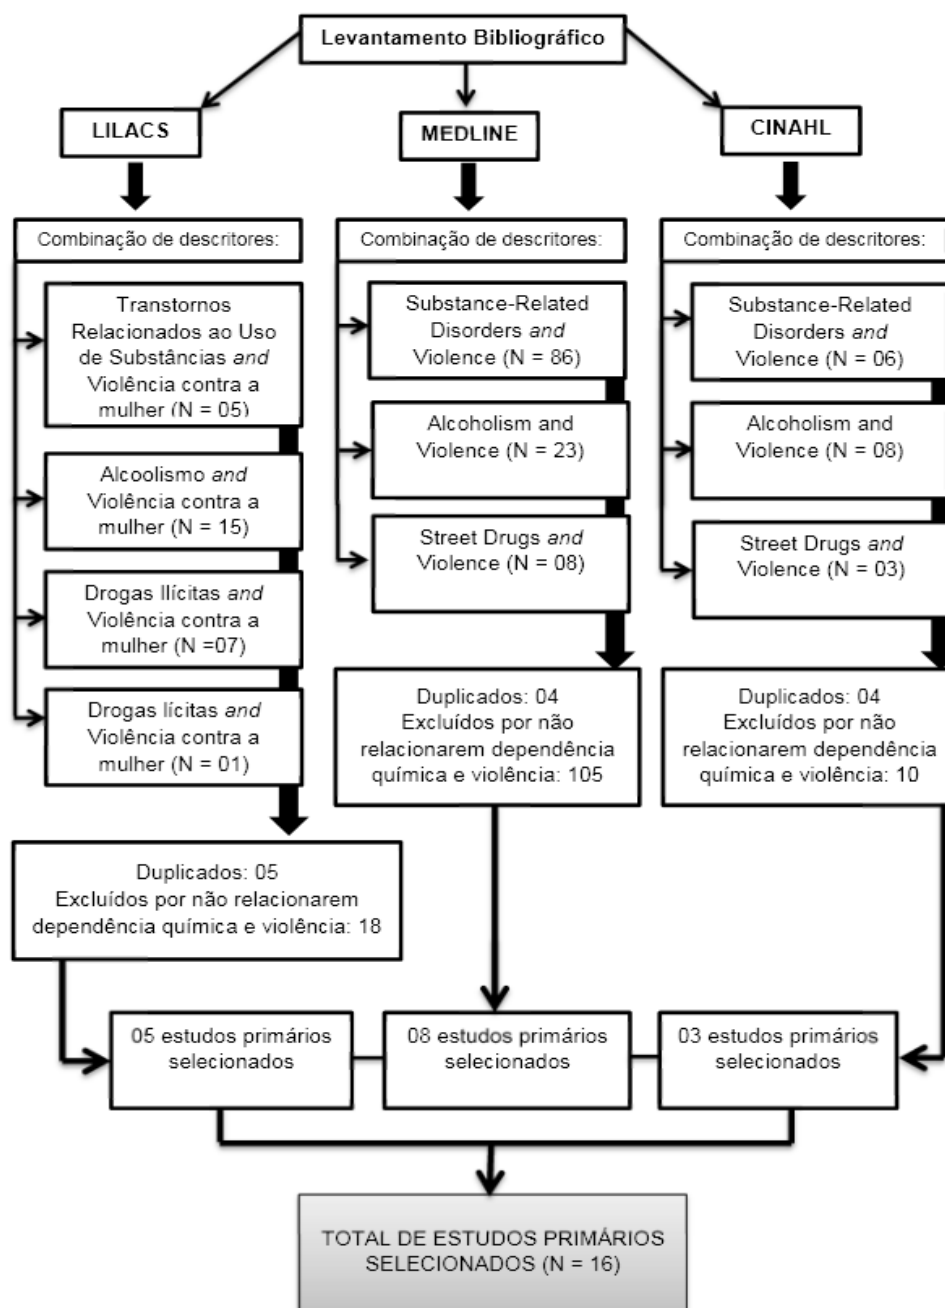 Levantamento Bibliográfico
LILACS
MEDLINE
CINAHL
Combinação de descritores:
Transtornos
Relacionados ao Uso
de Substâncias and
Violência contra a
mulher (N = 05)
Alcoolismo and
Violência contra a
mulher (N = 15)
Drogas Ilícitas and
Violência contra a
mulher (N =07)
Drogas lícitas and
Violência contra a
mulher (N = 01)
Duplicados: 05
Excluídos por não relacionarem
dependência química e violência: 18
Combinação de descritores:
Substance-Related
Disorders and
Violence (N = 86)
Alcoholism and
Violence (N = 23)
Street Drugs and
Violence (N = 08)
Duplicados: 04
Excluídos por não
relacionarem dependência
química e violência: 105
Combinação de descritores:
Substance-Related
Disorders and
Violence (N = 06)
Alcoholism and
Violence (N = 08)
Street Drugs and
Violence (N = 03)
Duplicados: 04
Excluídos por não
relacionarem dependência
química e violência: 10
05 estudos primários
selecionados
08 estudos primários
selecionados
03 estudos primários
selecionados
TOTAL DE ESTUDOS PRIMÁRIOS
SELECIONADOS (N = 16)